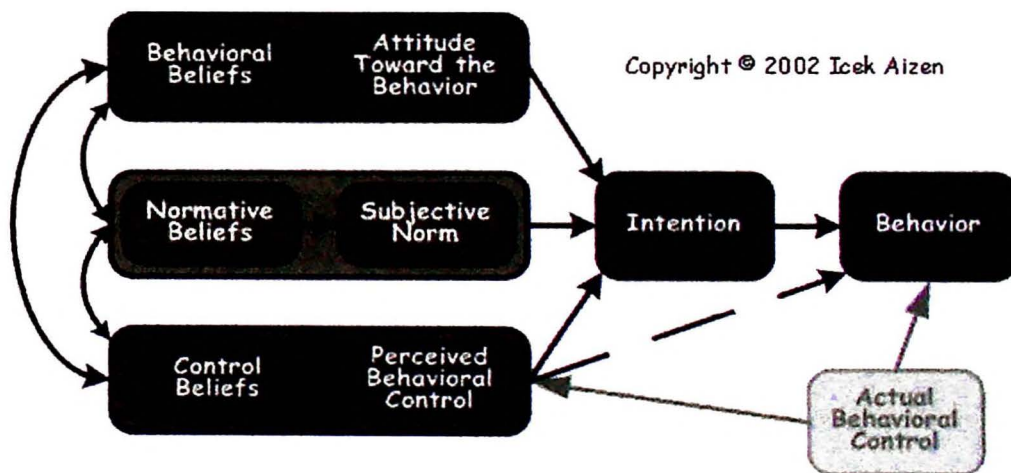 Behavioral
Beliefs
Attitude
Toward the
Behavior
Copyright © 2002 Icek Aizen
Normative
Beliefs
Subjective
Norm
Intention
Behavior
Control
Beliefs
Perceived
Behavioral
Control
Actual
Behavioral
Control